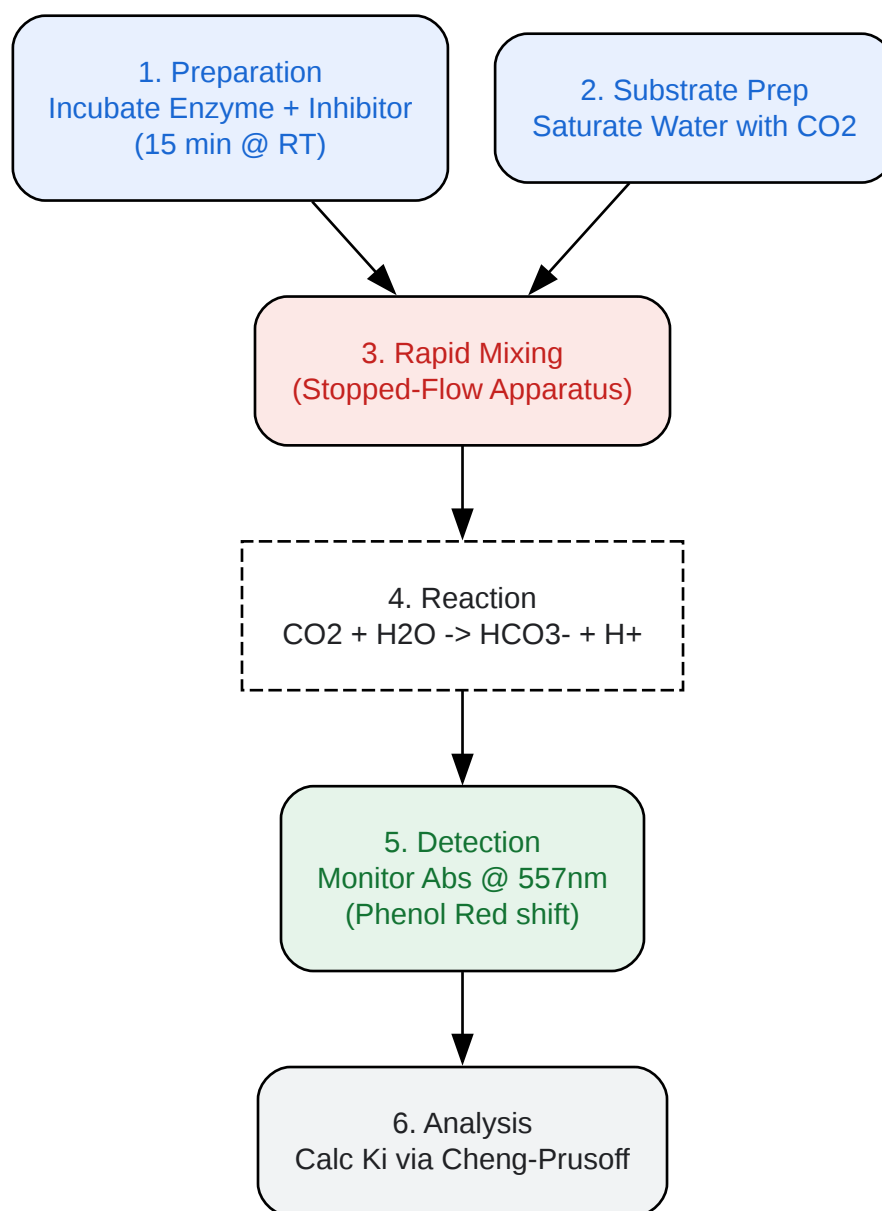 1. Preparation
Incubate Enzyme + Inhibitor
(15 min @ RT)
2. Substrate Prep
Saturate Water with CO2
3. Rapid Mixing
(Stopped-Flow Apparatus)
4. Reaction
CO2 + H2O -> HCO3- + H+
5. Detection
Monitor Abs @ 557nm
(Phenol Red shift)
6. Analysis
Calc Ki via Cheng-Prusoff